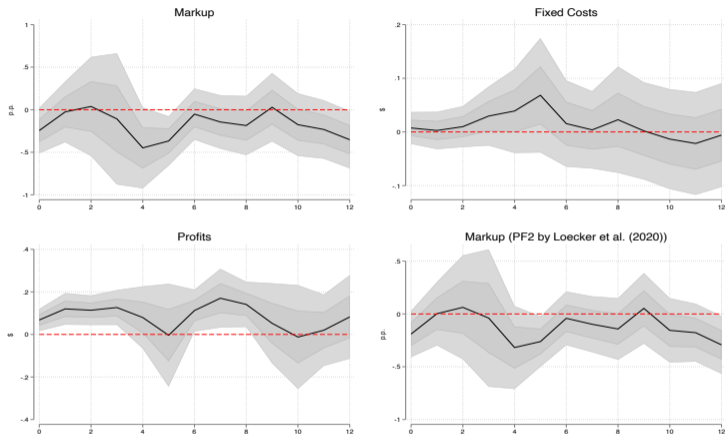 Markup
1
.5
0
-.5
-1
p.p.
0 2 4 6 8 10 12
Fixed Costs
.2
.1
0
-.1
$
0 2 4 6 8 10 12
Profits
.4
.2
0
-.2
-.4
$
0 2 4 6 8 10 12
Markup (PF2 by Loecker et al. (2020))
.5
0
-.5
-1
p.p.
0 2 4 6 8 10 12